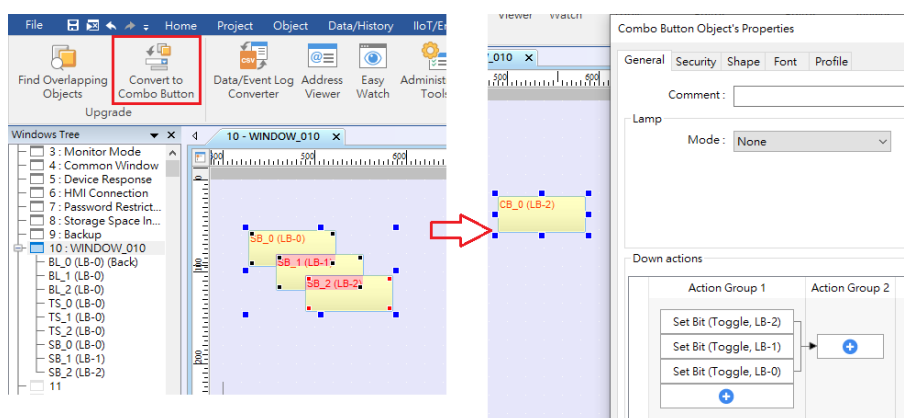 File Home Project Object Data/History
Find Overlapping Objects
Convert to Combo Button
Data/Event Log Converter
Address Viewer
Easy Watch
Upgrade
Windows Tree
3 : Monitor Mode
4 : Common Window
5 : Device Response
6 : HMI Connection
7 : Password Restrict...
8 : Storage Space In...
9 : Backup
10 : WINDOW_010
BL_0 (LB-0) (Back)
BL_1 (LB-0)
BL_2 (LB-0)
TS_0 (LB-0)
TS_1 (LB-0)
TS_2 (LB-0)
SB_0 (LB-0)
SB_1 (LB-1)
SB_2 (LB-2)
11
10 - WINDOW_010
500
600
SB_0 (LB-0)
SB_1 (LB-1)
SB_2 (LB-2)
Viewer Watch
_010
500 600
CB_0 (LB-2)
Combo Button Object's Properties
General Security Shape Font Profile
Comment :
Lamp
Mode : None
Down actions
Action Group 1 Action Group 2
Set Bit (Toggle, LB-2)
Set Bit (Toggle, LB-1)
Set Bit (Toggle, LB-0)